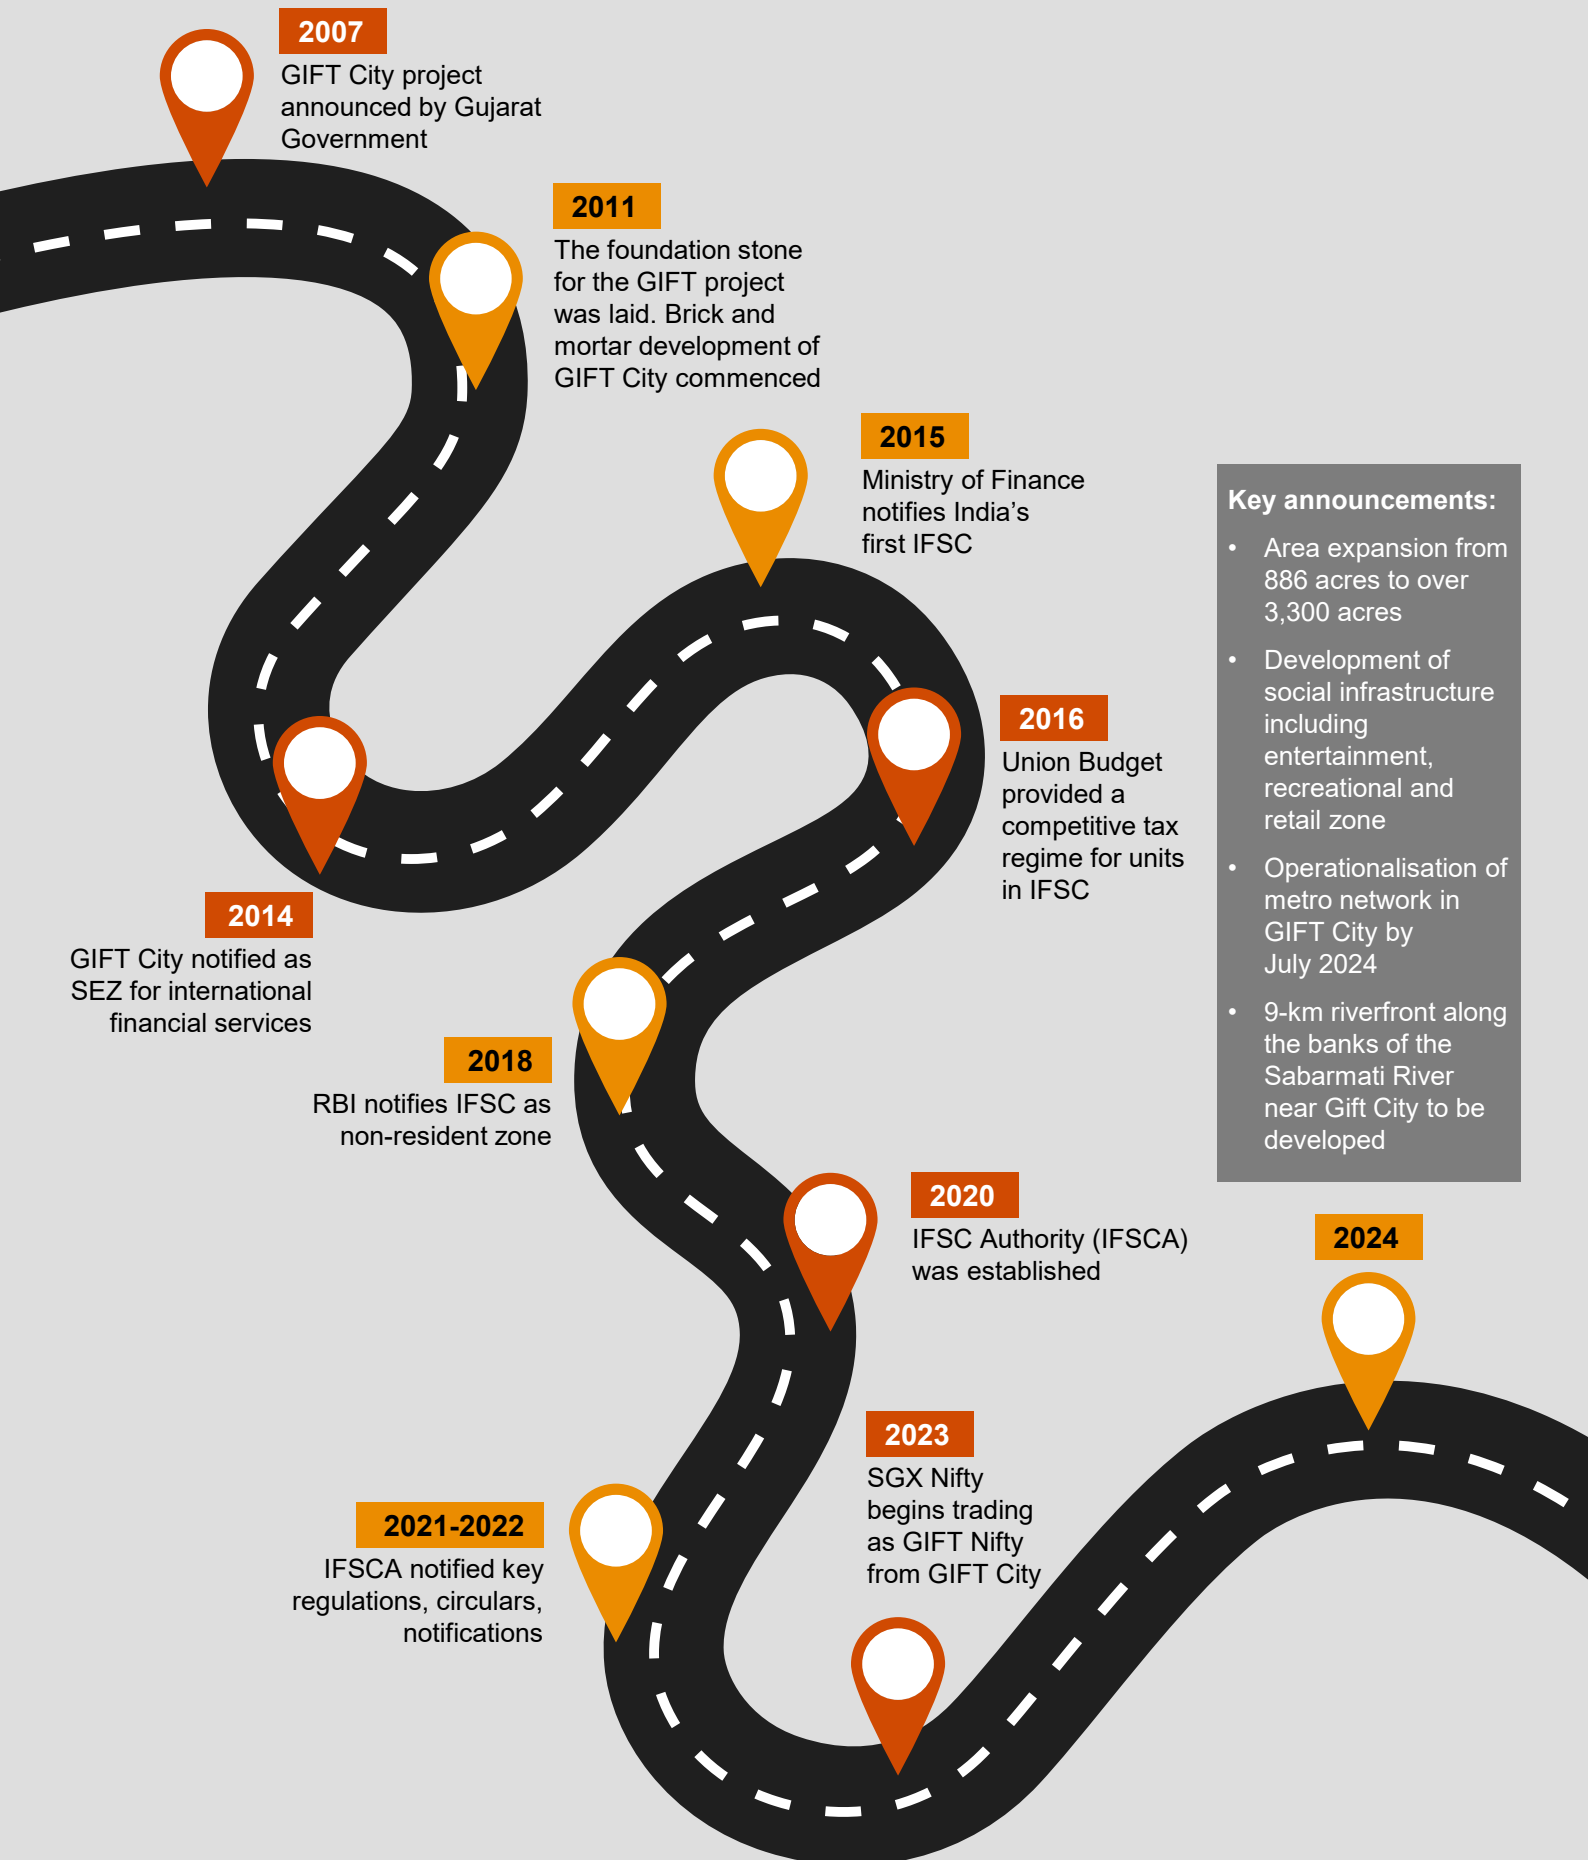 2007
GIFT City project
announced by Gujarat
Government
2011
The foundation stone
for the GIFT project
was laid. Brick and
mortar development of
GIFT City commenced
2014
GIFT City notified as
SEZ for international
financial services
2015
Ministry of Finance
notifies India’s
first IFSC
2016
Union Budget
provided a
competitive tax
regime for units
in IFSC
2018
RBI notifies IFSC as
non-resident zone
2020
IFSC Authority (IFSCA)
was established
2021-2022
IFSCA notified key
regulations, circulars,
notifications
2023
SGX Nifty
begins trading
as GIFT Nifty
from GIFT City
Key announcements:
• Area expansion from
886 acres to over
3,300 acres
• Development of
social infrastructure
including
entertainment,
recreational and
retail zone
• Operationalisation of
metro network in
GIFT City by
July 2024
• 9-km riverfront along
the banks of the
Sabarmati River
near Gift City to be
developed
2024